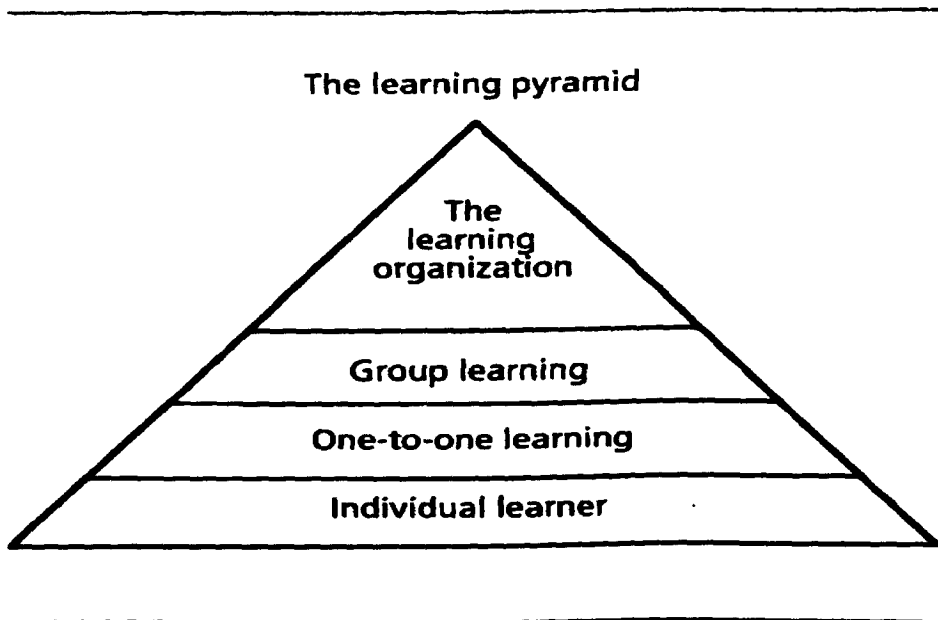 The learning pyramid
The
learning
organization
Group learning
One-to-one learning
Individual learner